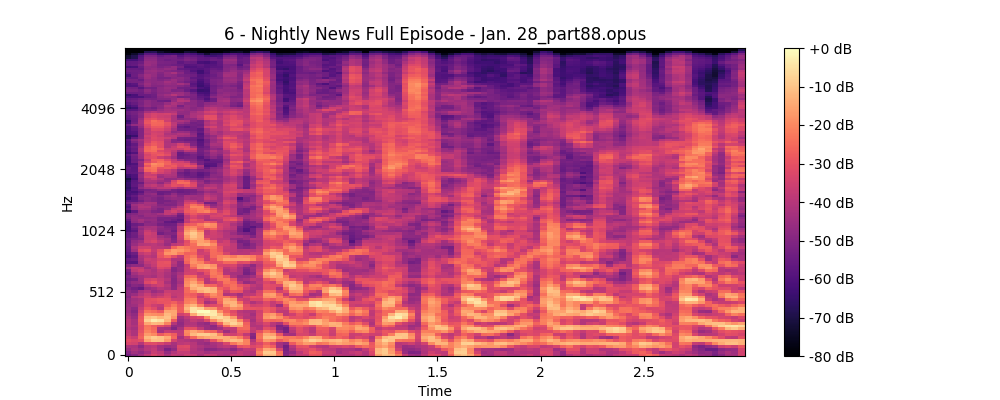 6 - Nightly News Full Episode - Jan. 28_part88.opus
Hz
4096
2048
1024
512
0
0
0.5
1
1.5
2
2.5
Time
+0 dB
-10 dB
-20 dB
-30 dB
-40 dB
-50 dB
-60 dB
-70 dB
-80 dB